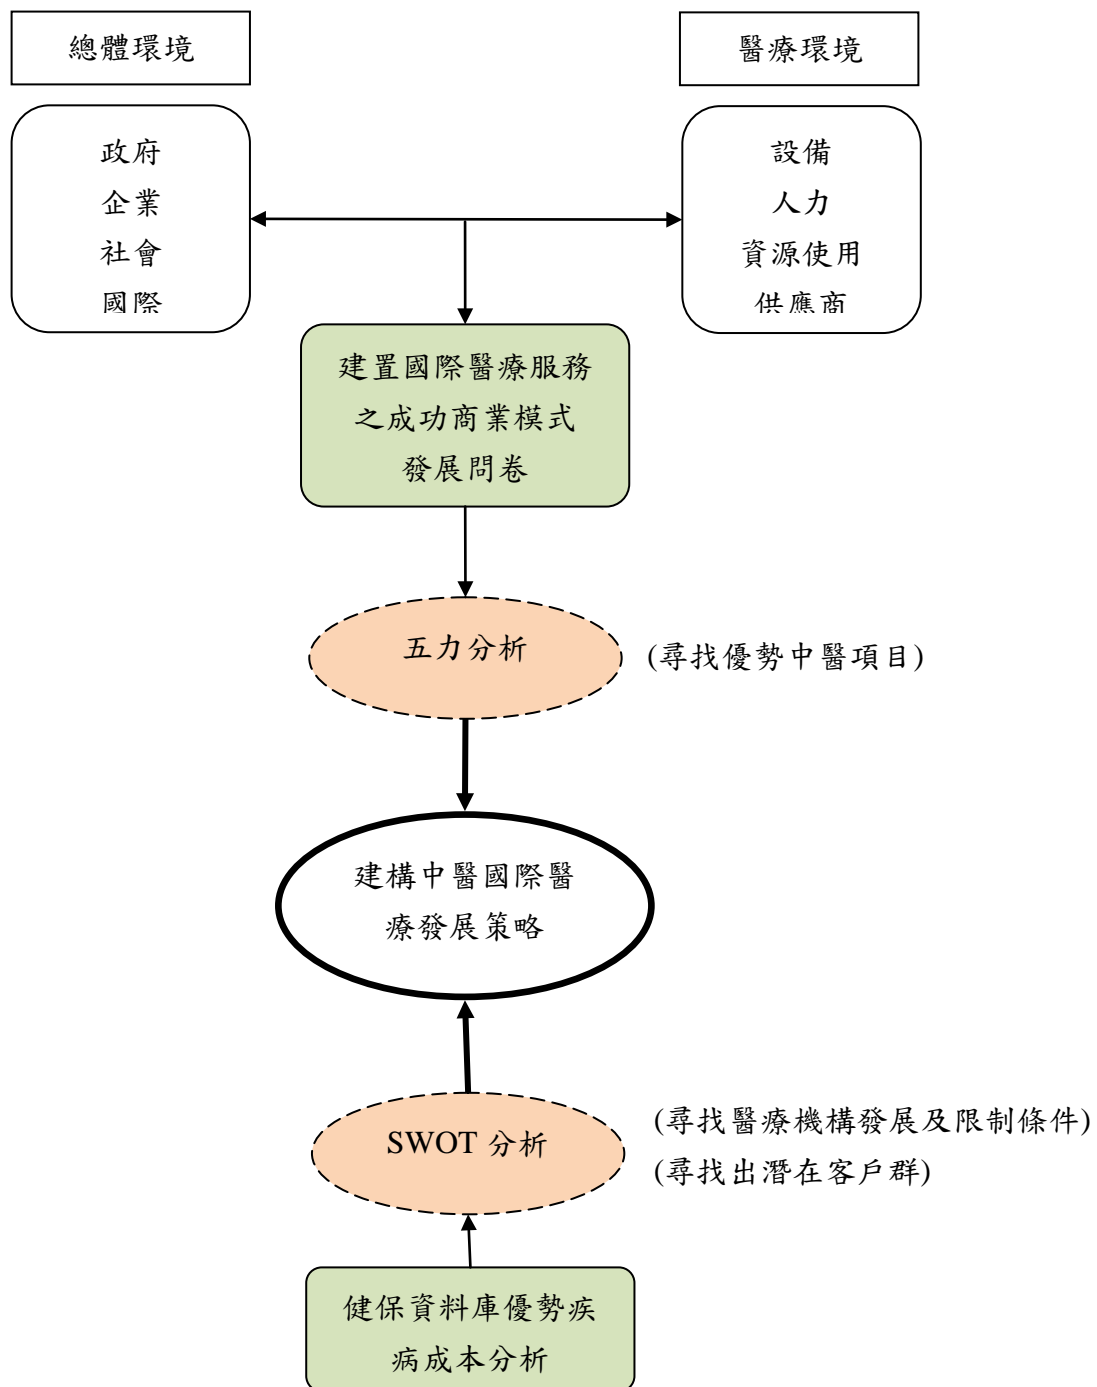 總體環境
醫療環境
政府
企業
社會
國際
設備
人力
資源使用
供應商
建置國際醫療服務
之成功商業模式
發展問卷
五力分析
(尋找優勢中醫項目)
建構中醫國際醫
療發展策略
SWOT 分析
(尋找醫療機構發展及限制條件)
(尋找出潛在客戶群)
健保資料庫優勢疾
病成本分析